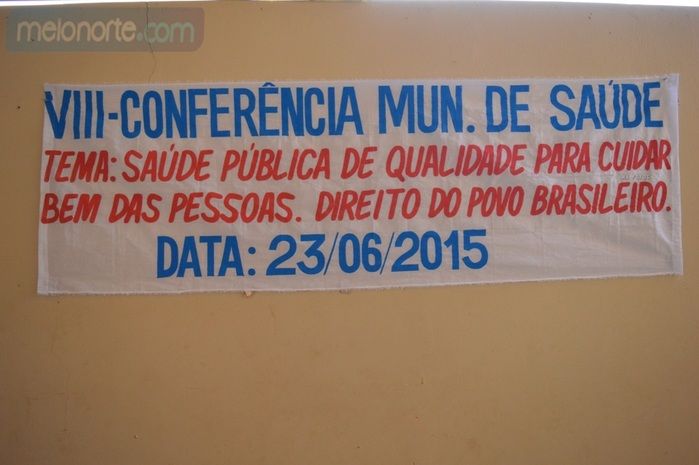 meionorte.com
VIII-CONFERÊNCIA MUN. DE SAÚDE
TEMA: SAÚDE PÚBLICA DE QUALIDADE PARA CUIDAR
BEM DAS PESSOAS. DIREITO DO POVO BRASILEIRO.
DATA: 23/06/2015